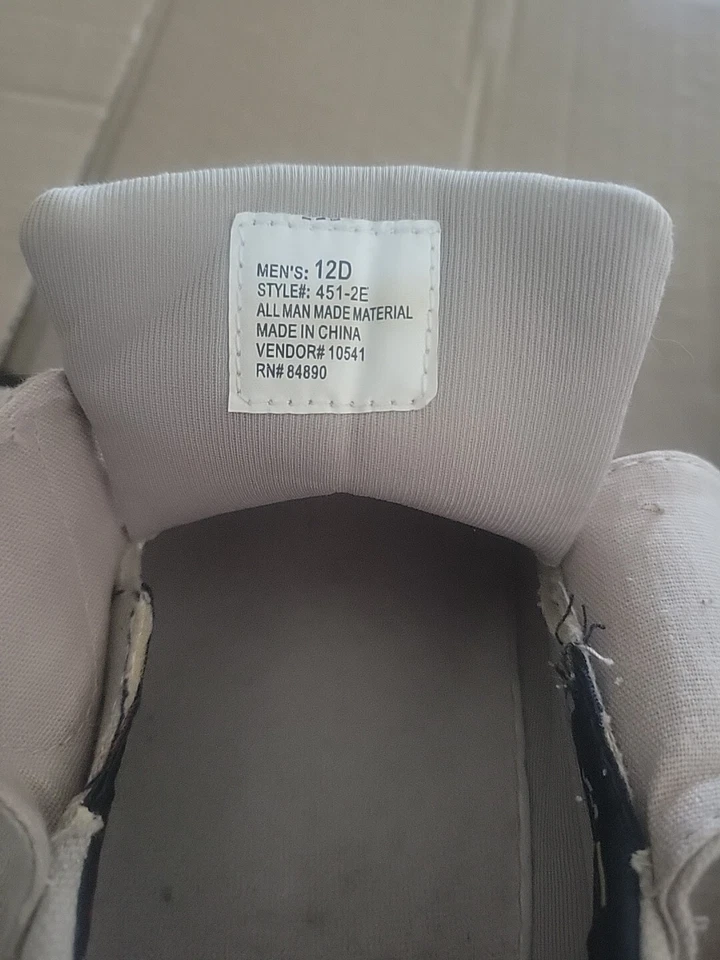 MEN'S: 12D
STYLE#: 451-2E
ALL MAN MADE MATERIAL
MADE IN CHINA
VENDOR# 10541
RN# 84890